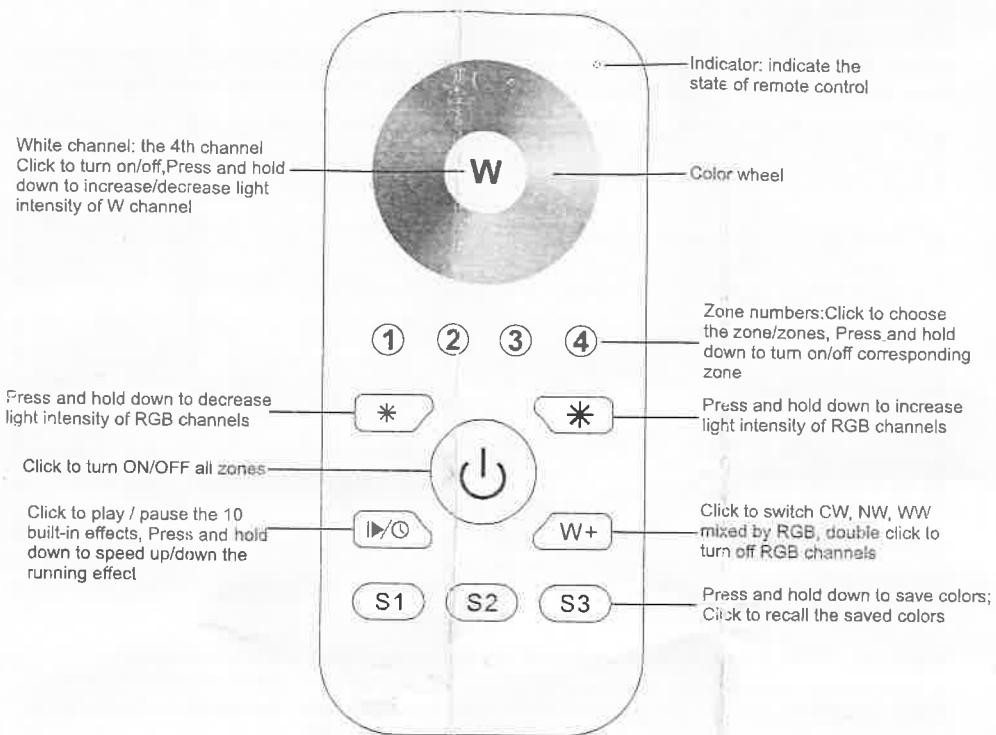 Indicator: indicate the
state of remote control
White channel: the 4th channel
Click to turn on/off,Press and hold
down to increase/decrease light
intensity of W channel
W
Color wheel
1 2 3 4
Zone numbers:Click to choose
the zone/zones, Press and hold
down to turn on/off corresponding
zone
Press and hold down to decrease
light intensity of RGB channels
Press and hold down to increase
light intensity of RGB channels
Click to turn ON/OFF all zones
Click to play / pause the 10
built-in effects, Press and hold
down to speed up/down the
running effect
W+
Click to switch CW, NW, WW
mixed by RGB, double click to
turn off RGB channels
S1 S2 S3
Press and hold down to save colors;
Click to recall the saved colors